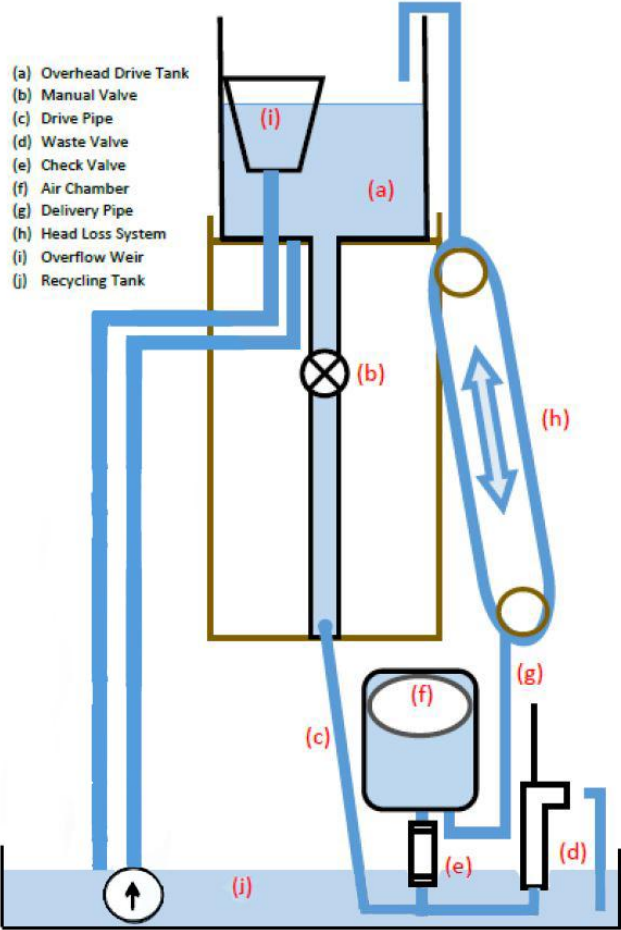 (a) Overhead Drive Tank
(b) Manual Valve
(c) Drive Pipe
(d) Waste Valve
(e) Check Valve
(f) Air Chamber
(g) Delivery Pipe
(h) Head Loss System
(i) Overflow Weir
(j) Recycling Tank
(i)
(a)
(b)
(h)
(g)
(f)
(c)
(d)
(e)
(j)